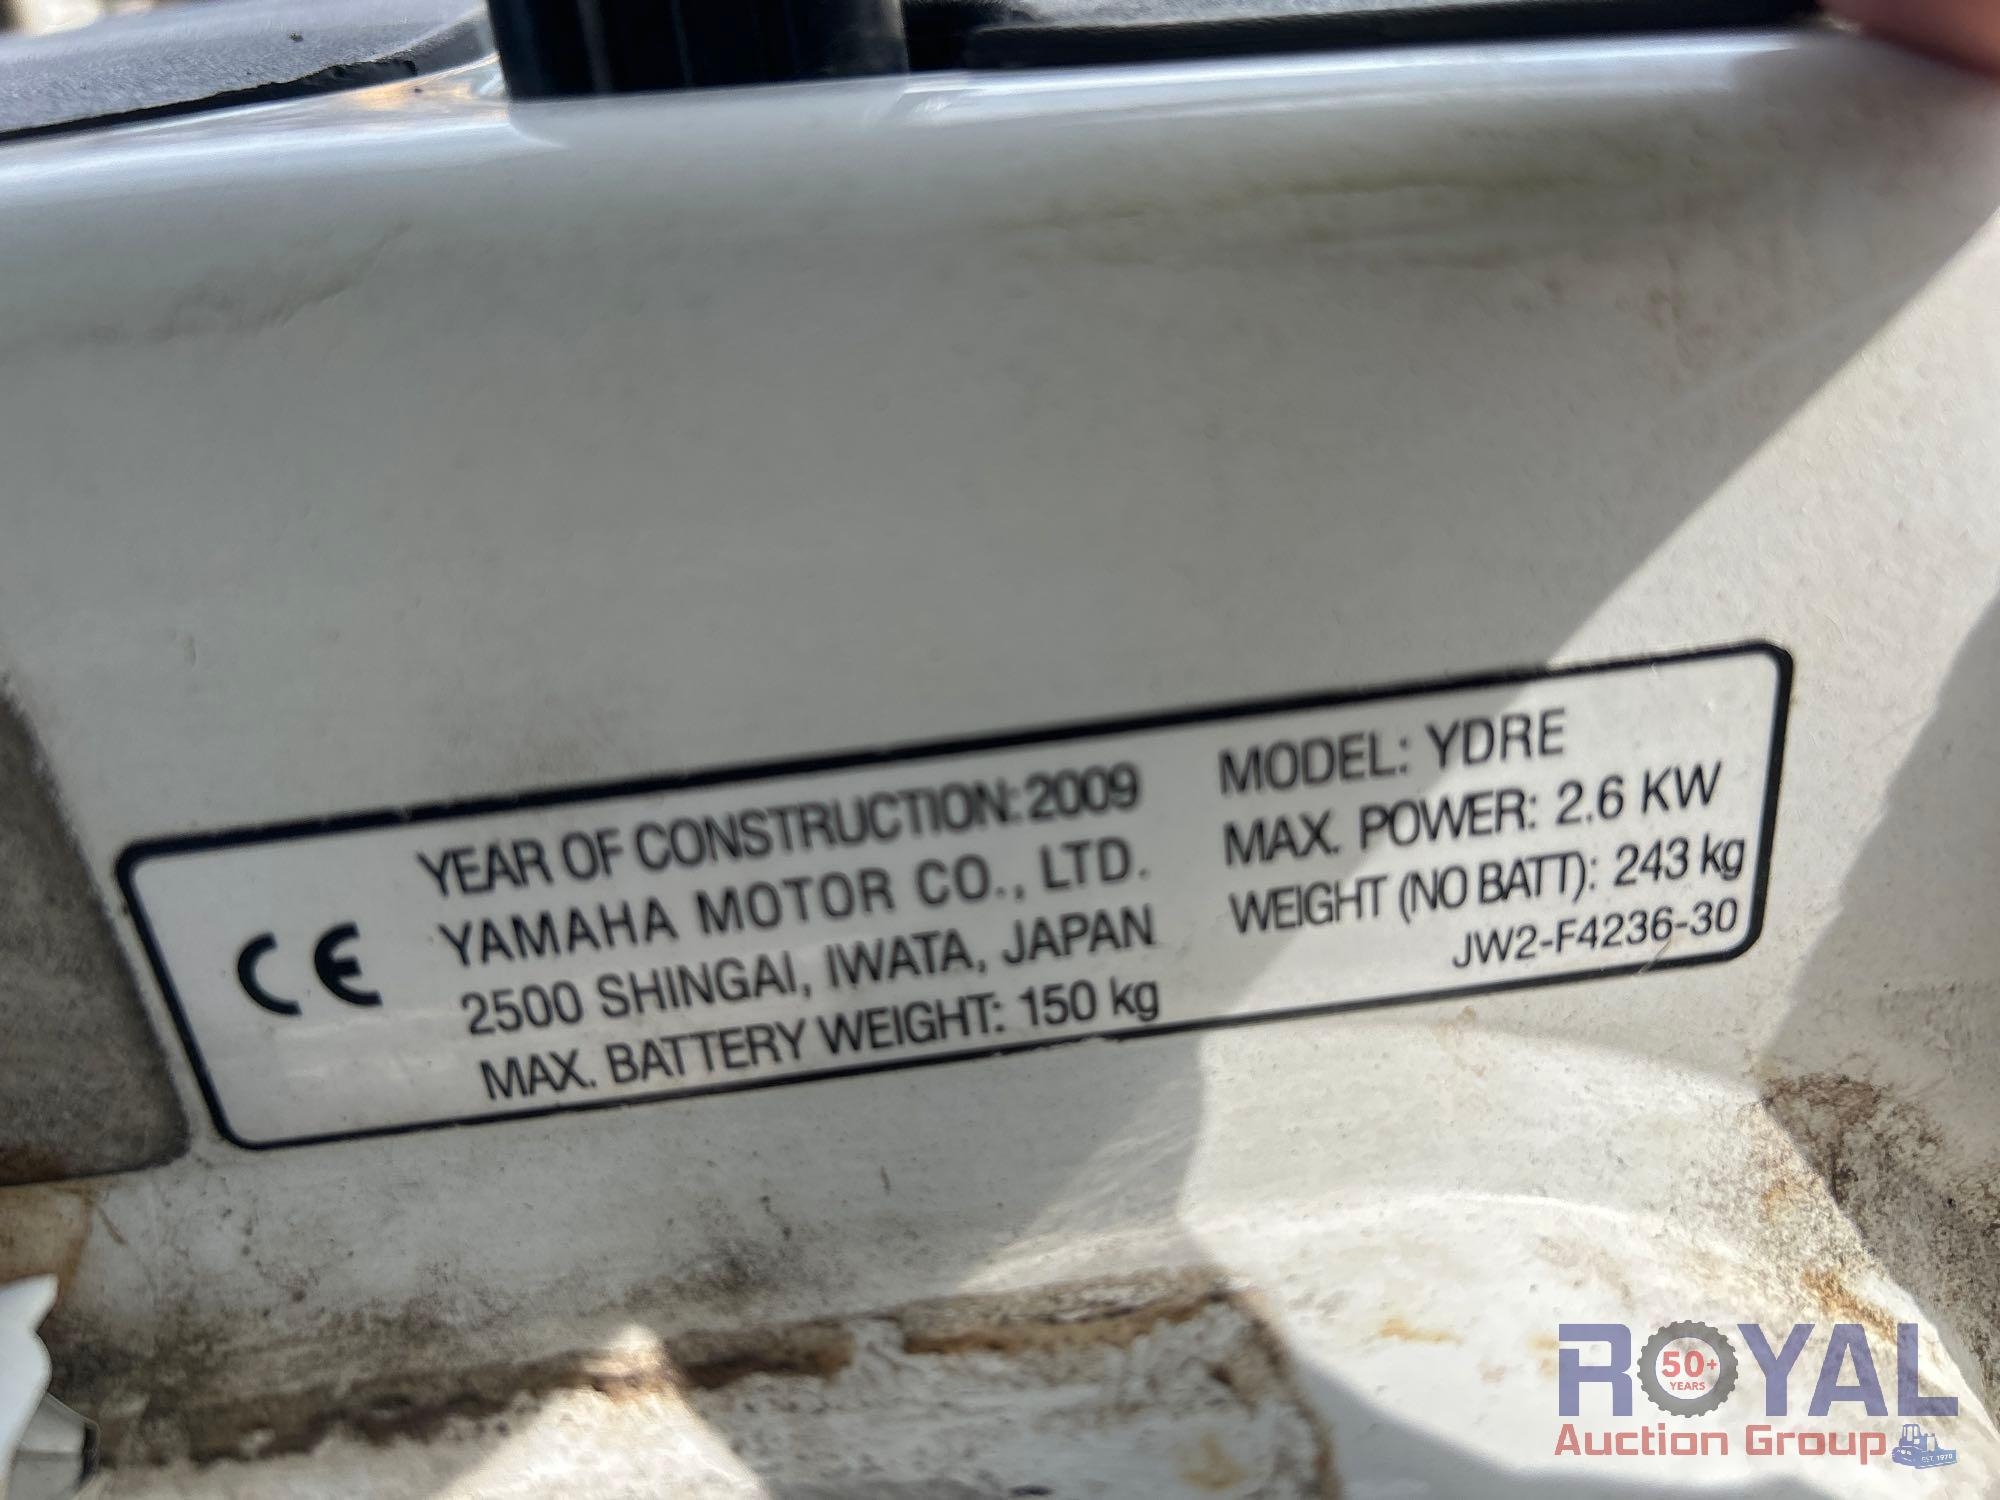 CE
YEAR OF CONSTRUCTION: 2009
YAMAHA MOTOR CO., LTD.
2500 SHINGAI, IWATA, JAPAN
MAX. BATTERY WEIGHT: 150 kg
MODEL: YDRE
MAX. POWER: 2.6 KW
WEIGHT (NO BATT): 243 kg
JW2-F4236-30
ROYAL
50+
YEARS
Auction Group
EST. 1970